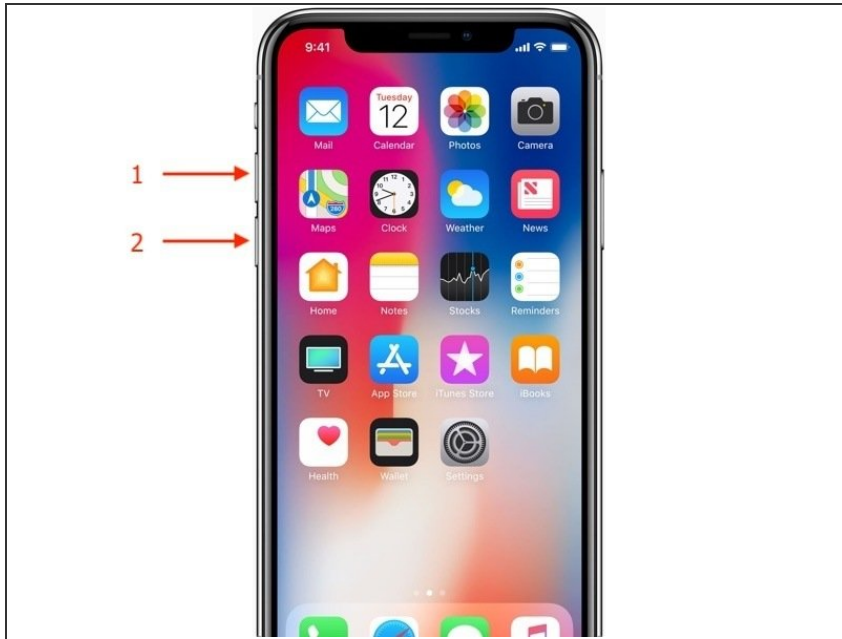 9:41
Tuesday
12
Mail Calendar Photos Camera
1
280
Maps Clock Weather News
2
Home Notes Stocks Reminders
TV App Store iTunes Store iBooks
Health Wallet Settings